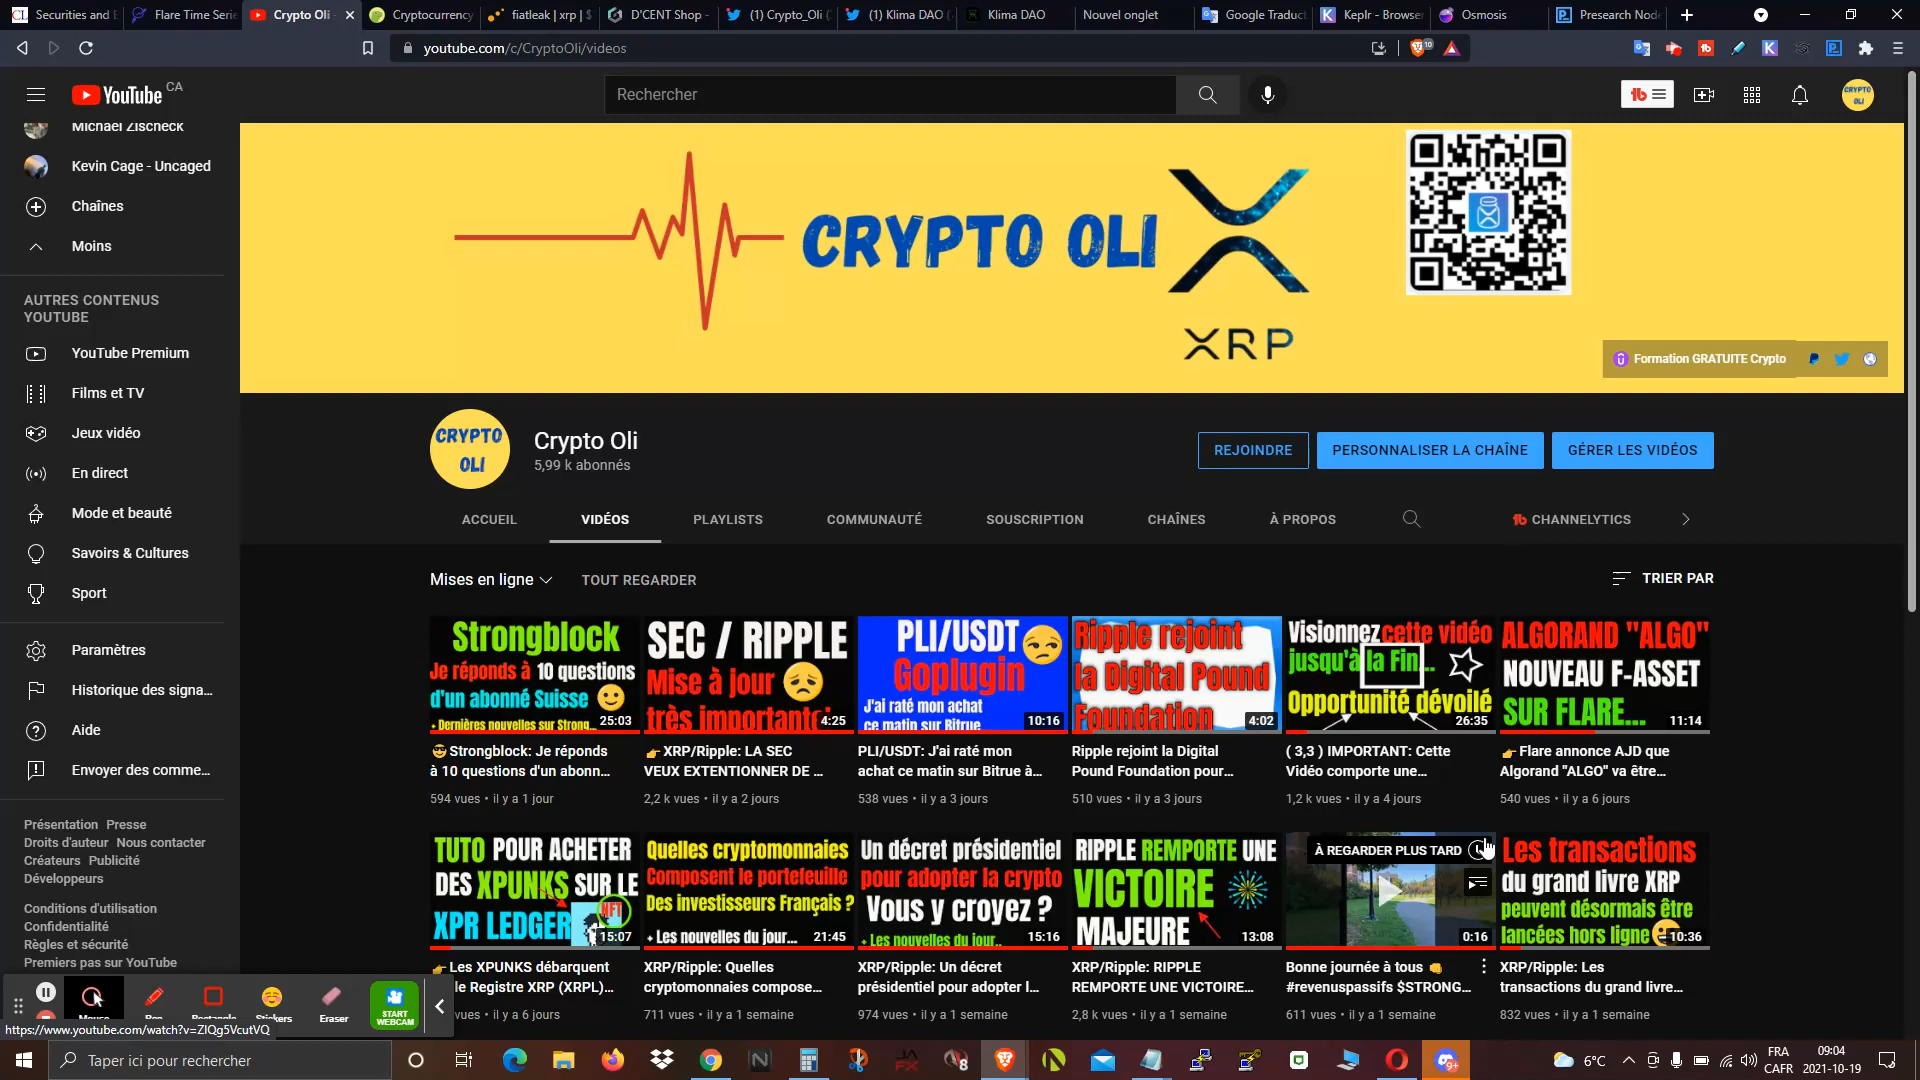 Securities and E
Flare Time Serie
Crypto Oli -
Cryptocurrency
fiatleak | xrp | $
D'CENT Shop -
(1) Crypto_Oli (
(1) Klima DAO (
Klima DAO
Nouvel onglet
Google Traduct
Keplr - Browser
Osmosis
Presearch Node
youtube.com/c/CryptoOli/videos
YouTube CA
Rechercher
Michael Zischeck
Kevin Cage - Uncaged
Chaînes
Moins
AUTRES CONTENUS
YOUTUBE
YouTube Premium
Films et TV
Jeux vidéo
En direct
Mode et beauté
Savoirs & Cultures
Sport
Paramètres
Historique des signa...
Aide
Envoyer des comme...
Présentation Presse
Droits d'auteur Nous contacter
Créateurs Publicité
Développeurs
Conditions d'utilisation
Confidentialité
Règles et sécurité
Premiers pas sur YouTube
CRYPTO OLI
XRP
Formation GRATUITE Crypto
CRYPTO
OLI
Crypto Oli
5,99 k abonnés
REJOINDRE
PERSONNALISER LA CHAÎNE
GÉRER LES VIDÉOS
ACCUEIL
VIDÉOS
PLAYLISTS
COMMUNAUTÉ
SOUSCRIPTION
CHAÎNES
À PROPOS
CHANNELYTICS
Mises en ligne
TOUT REGARDER
TRIER PAR
Strongblock
Je réponds à 10 questions
d'un abonné Suisse
+ Dernières nouvelles sur Strong...
25:03
😎Strongblock: Je réponds
à 10 questions d'un abonn...
594 vues • il y a 1 jour
SEC / RIPPLE
Mise à jour
très importante!
4:25
👉XRP/Ripple: LA SEC
VEUX EXTENTIONNER DE ...
2,2 k vues • il y a 2 jours
PLI/USDT
Goplugin
J'ai raté mon achat
ce matin sur Bitrue
10:16
PLI/USDT: J'ai raté mon
achat ce matin sur Bitrue à...
538 vues • il y a 3 jours
Ripple rejoint
la Digital Pound
Foundation
4:02
Ripple rejoint la Digital
Pound Foundation pour...
510 vues • il y a 3 jours
Visionnez cette vidéo
jusqu'à la Fin...
Opportunité dévoilé
26:35
( 3,3 ) IMPORTANT: Cette
Vidéo comporte une...
1,2 k vues • il y a 4 jours
ALGORAND "ALGO"
NOUVEAU F-ASSET
SUR FLARE...
11:14
👉Flare annonce AJD que
Algorand "ALGO" va être...
540 vues • il y a 6 jours
TUTO POUR ACHETER
DES XPUNKS SUR LE
XPR LEDGER
NFT
15:07
👉Les XPUNKS débarquent
le Registre XRP (XRPL)...
vues • il y a 6 jours
Quelles cryptomonnaies
Composent le portefeuille
Des investisseurs Français ?
+ Les nouvelles du jour...
21:45
XRP/Ripple: Quelles
cryptomonnaies compose...
711 vues • il y a 1 semaine
Un décret présidentiel
pour adopter la crypto
Vous y croyez ?
+ Les nouvelles du jour..
15:16
XRP/Ripple: Un décret
présidentiel pour adopter l...
974 vues • il y a 1 semaine
RIPPLE REMPORTE UNE
VICTOIRE
MAJEURE
13:08
XRP/Ripple: RIPPLE
REMPORTE UNE VICTOIRE...
2,8 k vues • il y a 1 semaine
À REGARDER PLUS TARD
0:16
Bonne journée à tous 👊
#revenuspassifs $STRONG...
611 vues • il y a 1 semaine
Les transactions
du grand livre XRP
peuvent désormais être
lancées hors ligne
10:36
XRP/Ripple: Les
transactions du grand livre...
832 vues • il y a 1 semaine
Mouse
Pen
Rectangle
Stickers
Eraser
START
WEBCAM
https://www.youtube.com/watch?v=ZIQg5VcutVQ
Taper ici pour rechercher
6°C
FRA
CAFR
09:04
2021-10-19